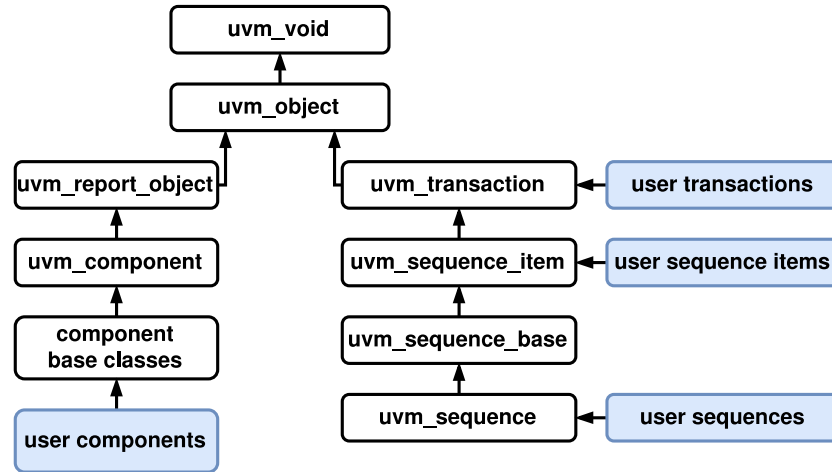 uvm_void
uvm_object
uvm_report_object
uvm_transaction
user transactions
uvm_component
uvm_sequence_item
user sequence items
component
base classes
uvm_sequence_base
user components
uvm_sequence
user sequences